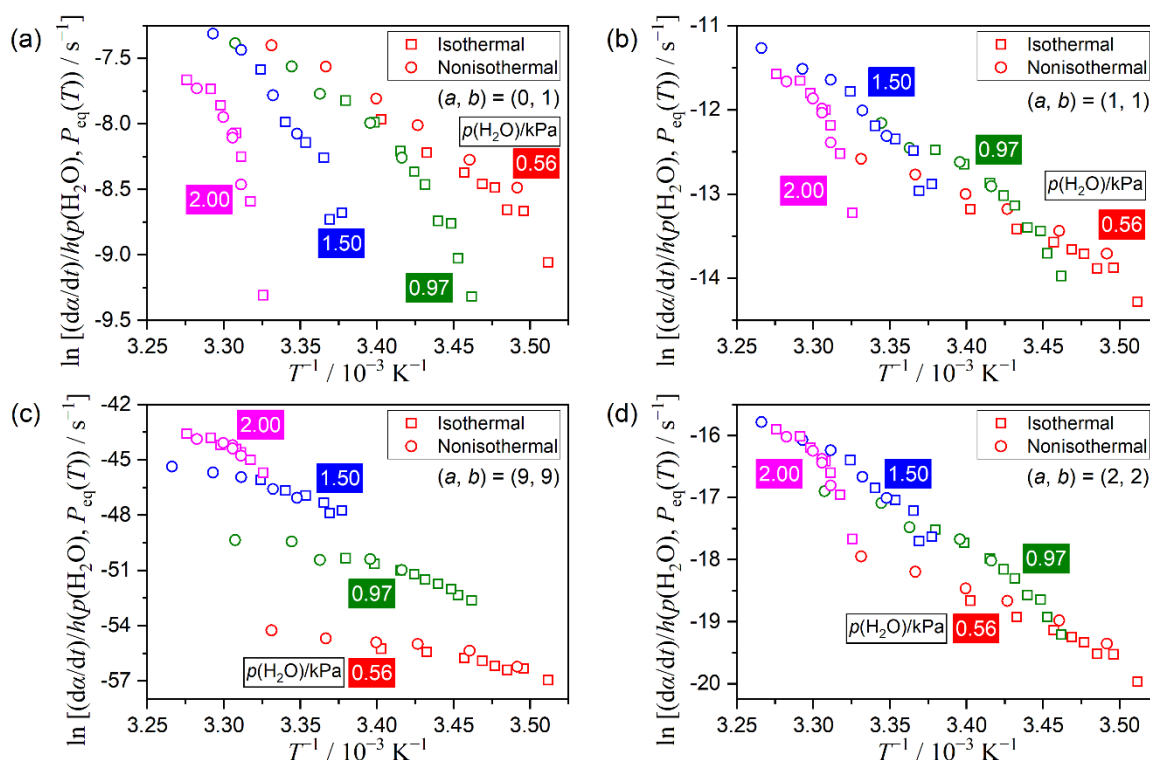 (a)
ln [(dα/dt)/h(p(H₂O), P_eq(T)) / s⁻¹
-7.5
-8.0
-8.5
-9.0
-9.5
Isothermal
Nonisothermal
(a, b) = (0, 1)
p(H₂O)/kPa
0.56
2.00
1.50
0.97
3.25
3.30
3.35
3.40
3.45
3.50
T⁻¹ / 10⁻³ K⁻¹
(b)
ln [(dα/dt)/h(p(H₂O), P_eq(T)) / s⁻¹
-11
-12
-13
-14
Isothermal
Nonisothermal
(a, b) = (1, 1)
1.50
0.97
2.00
p(H₂O)/kPa
0.56
3.25
3.30
3.35
3.40
3.45
3.50
T⁻¹ / 10⁻³ K⁻¹
(c)
ln [(dα/dt)/h(p(H₂O), P_eq(T)) / s⁻¹
-42
-45
-48
-51
-54
-57
Isothermal
Nonisothermal
(a, b) = (9, 9)
2.00
1.50
0.97
p(H₂O)/kPa
0.56
3.25
3.30
3.35
3.40
3.45
3.50
T⁻¹ / 10⁻³ K⁻¹
(d)
ln [(dα/dt)/h(p(H₂O), P_eq(T)) / s⁻¹
-16
-17
-18
-19
-20
Isothermal
Nonisothermal
(a, b) = (2, 2)
2.00
1.50
0.97
p(H₂O)/kPa
0.56
3.25
3.30
3.35
3.40
3.45
3.50
T⁻¹ / 10⁻³ K⁻¹